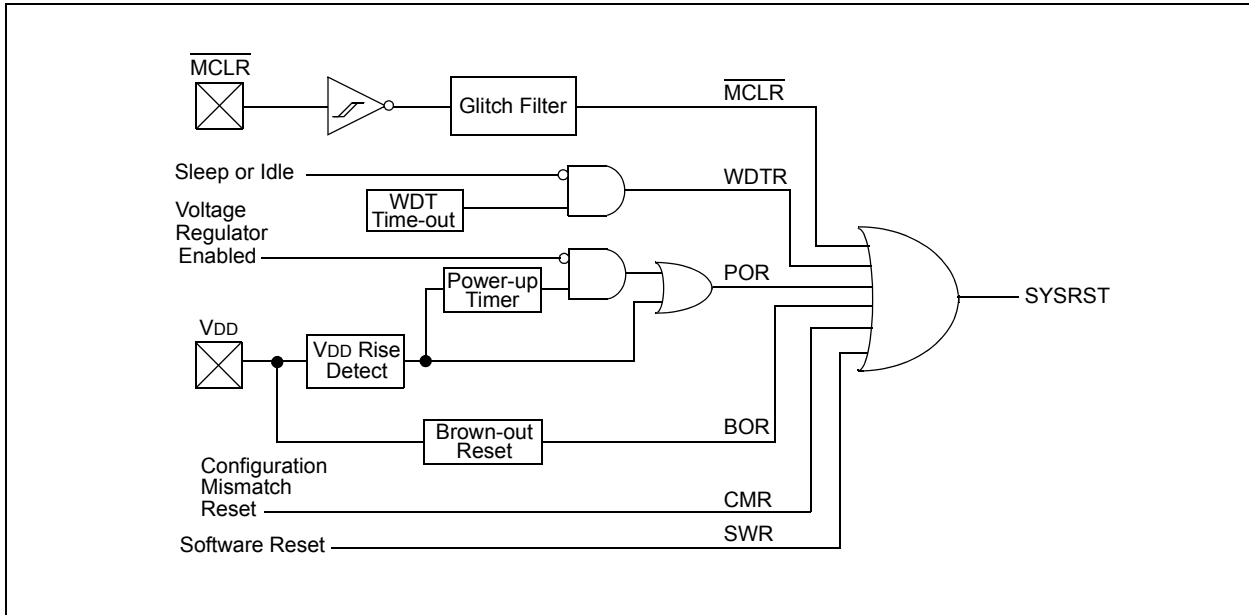 MCLR
Glitch Filter
MCLR
Sleep or Idle
WDT
Time-out
WDTR
Voltage
Regulator
Enabled
Power-up
Timer
POR
SYSRST
VDD
VDD Rise
Detect
Brown-out
Reset
BOR
Configuration
Mismatch
Reset
CMR
Software Reset
SWR